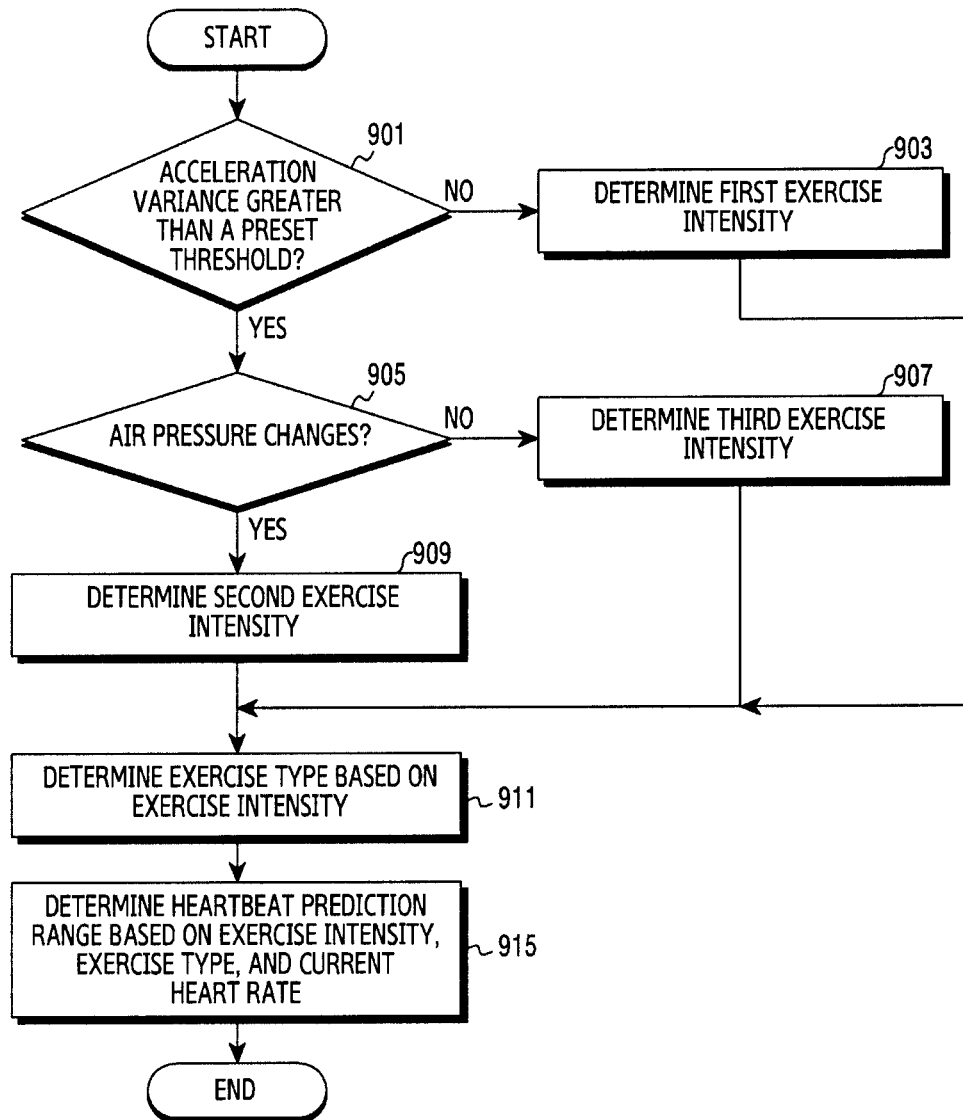 START
901
ACCELERATION
VARIANCE GREATER
THAN A PRESET
THRESHOLD?
NO
903
DETERMINE FIRST EXERCISE
INTENSITY
YES
905
AIR PRESSURE CHANGES?
NO
907
DETERMINE THIRD EXERCISE
INTENSITY
YES
909
DETERMINE SECOND EXERCISE
INTENSITY
DETERMINE EXERCISE TYPE BASED ON
EXERCISE INTENSITY
911
DETERMINE HEARTBEAT PREDICTION
RANGE BASED ON EXERCISE INTENSITY,
EXERCISE TYPE, AND CURRENT
HEART RATE
915
END